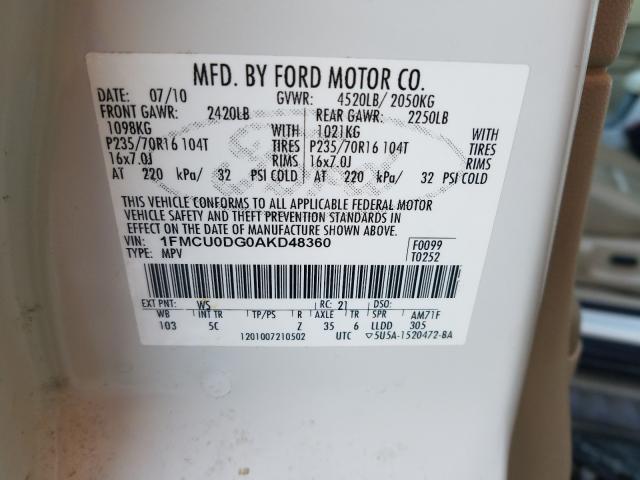 MFD. BY FORD MOTOR CO.
DATE: 07/10 GVWR: 4520LB/ 2050KG
FRONT GAWR: 2420LB REAR GAWR: 2250LB
1098KG WITH 1021KG WITH
P235/70R16 104T TIRES P235/70R16 104T TIRES
16x7.0J RIMS 16x7.0J RIMS
AT 220 kPa/ 32 PSI COLD AT 220 kPa/ 32 PSI COLD
THIS VEHICLE CONFORMS TO ALL APPLICABLE FEDERAL MOTOR
VEHICLE SAFETY AND THEFT PREVENTION STANDARDS IN
EFFECT ON THE DATE OF MANUFACTURE SHOWN ABOVE.
VIN: 1FMCU0DG0AKD48360 F0099
TYPE: MPV T0252
EXT PNT: WS RC: 21 DSO:
WB INT TR TP/PS R AXLE TR SPR AM71F
103 5C Z 35 6 LLDD 305
1201007210502 UTC ▽5U5A-1520472-BA